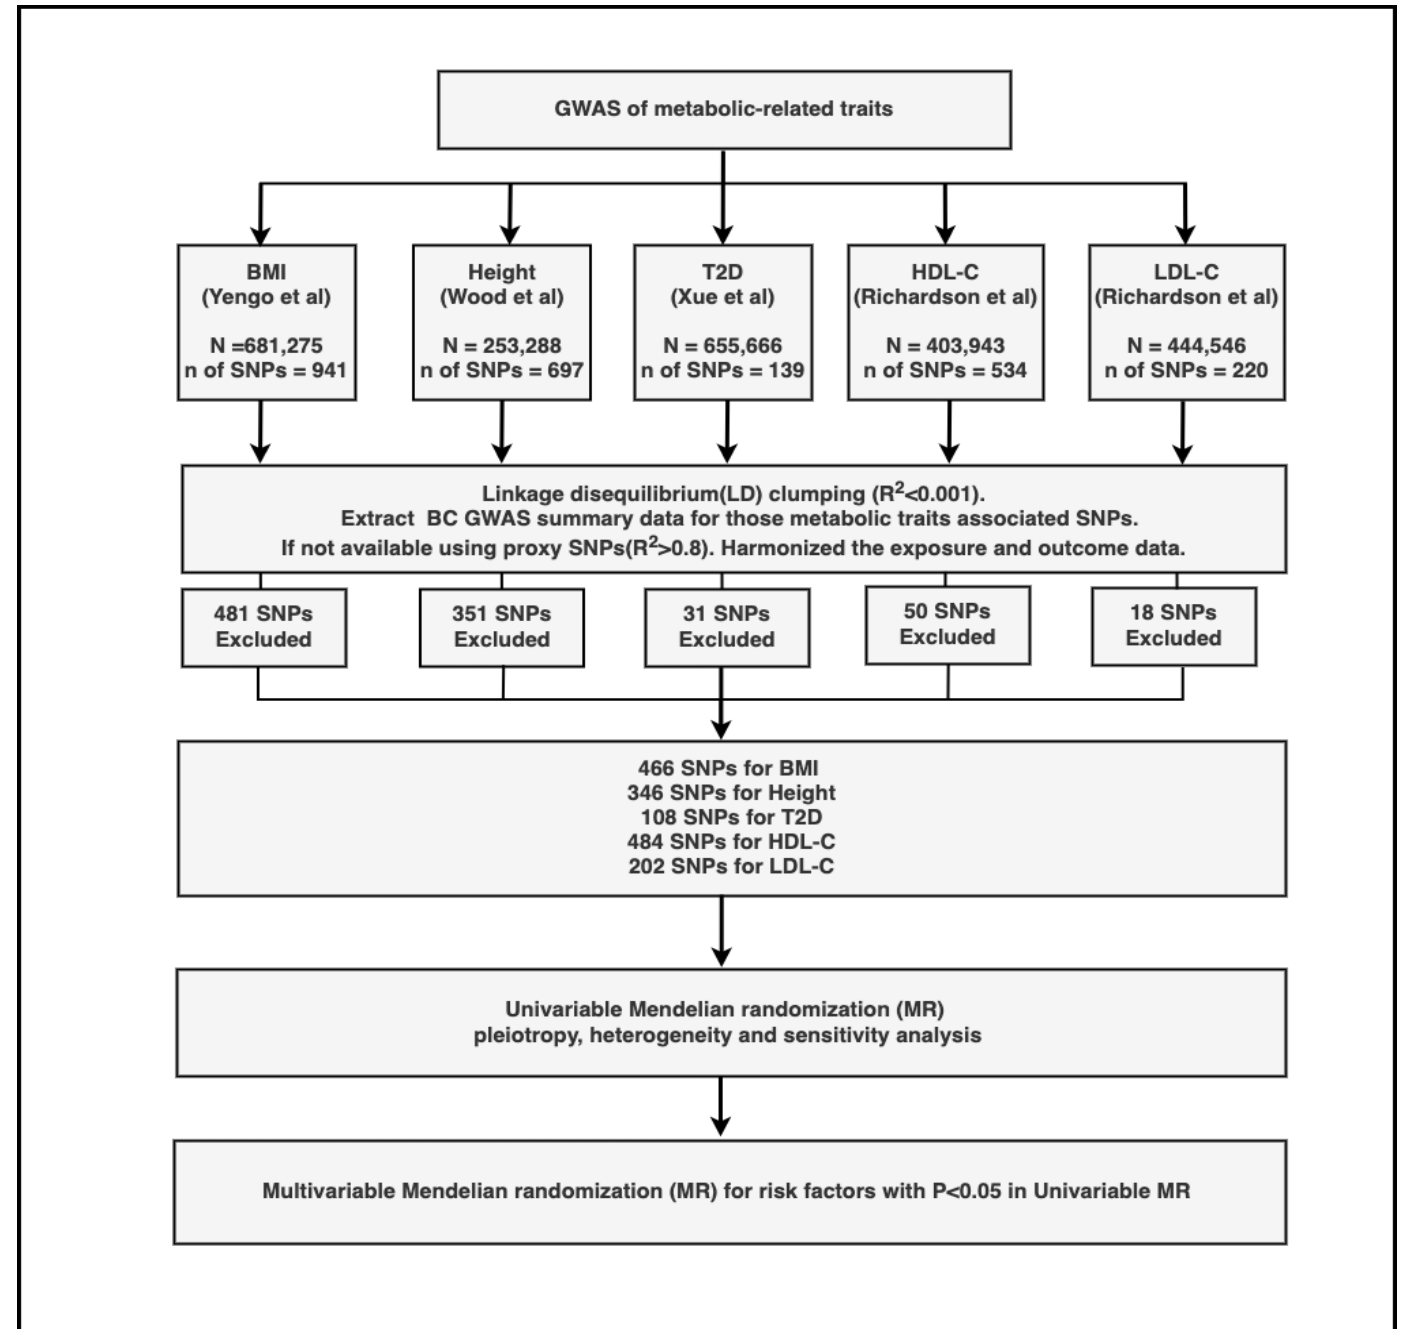 GWAS of metabolic-related traits
BMI
(Yengo et al)
N =681,275
n of SNPs = 941
Height
(Wood et al)
N = 253,288
n of SNPs = 697
T2D
(Xue et al)
N = 655,666
n of SNPs = 139
HDL-C
(Richardson et al)
N = 403,943
n of SNPs = 534
LDL-C
(Richardson et al)
N = 444,546
n of SNPs = 220
Linkage disequilibrium(LD) clumping (R²<0.001).
Extract BC GWAS summary data for those metabolic traits associated SNPs.
If not available using proxy SNPs(R²>0.8). Harmonized the exposure and outcome data.
481 SNPs
Excluded
351 SNPs
Excluded
31 SNPs
Excluded
50 SNPs
Excluded
18 SNPs
Excluded
466 SNPs for BMI
346 SNPs for Height
108 SNPs for T2D
484 SNPs for HDL-C
202 SNPs for LDL-C
Univariable Mendelian randomization (MR)
pleiotropy, heterogeneity and sensitivity analysis
Multivariable Mendelian randomization (MR) for risk factors with P<0.05 in Univariable MR